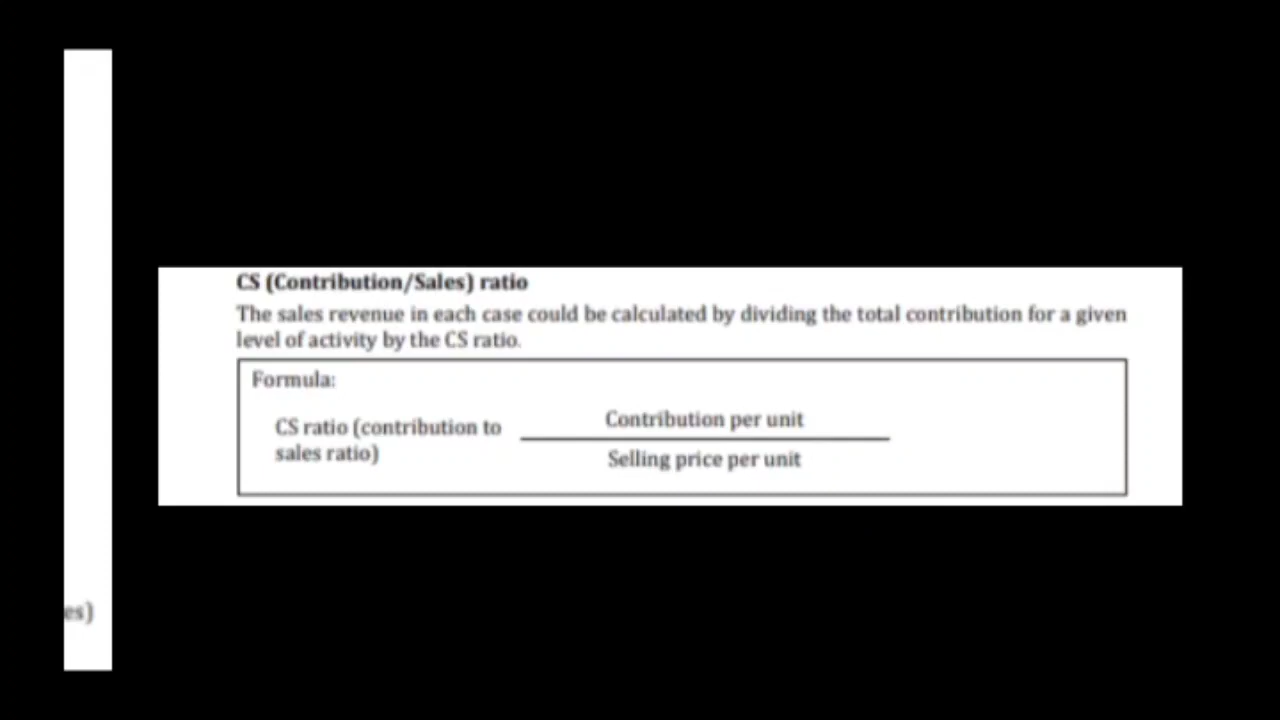 CS (Contribution/Sales) ratio
The sales revenue in each case could be calculated by dividing the total contribution for a given
level of activity by the CS ratio.
Formula:
CS ratio (contribution to
sales ratio)
Contribution per unit
Selling price per unit
es)